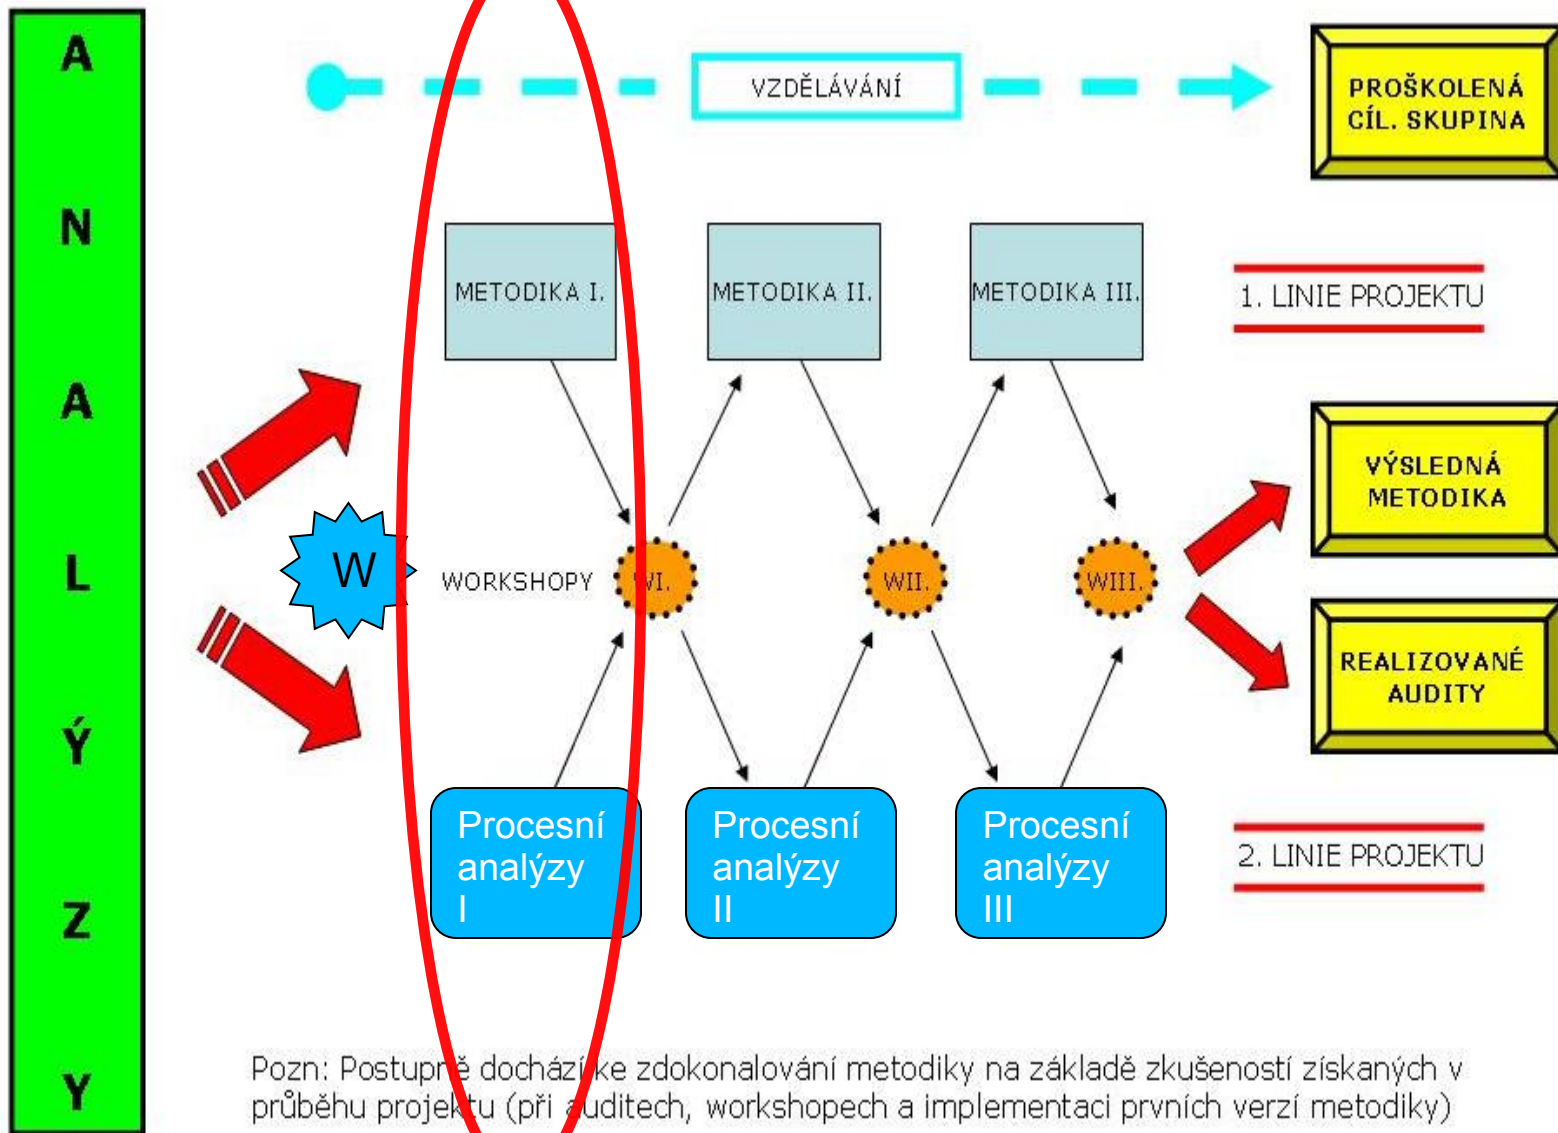 A
N
A
L
Ý
Z
Y
VZDĚLÁVÁNÍ
PROŠKOLENÁ
CÍL. SKUPINA
METODIKA I.
METODIKA II.
METODIKA III.
1. LINIE PROJEKTU
VÝSLEDNÁ
METODIKA
W
WORKSHOPY
WI.
WII.
WIII.
REALIZOVANÉ
AUDITY
Procesní
analýzy
I
Procesní
analýzy
II
Procesní
analýzy
III
2. LINIE PROJEKTU
Pozn: Postupně dochází ke zdokonalování metodiky na základě zkušeností získaných v
průběhu projektu (při auditech, workshopech a implementaci prvních verzí metodiky)